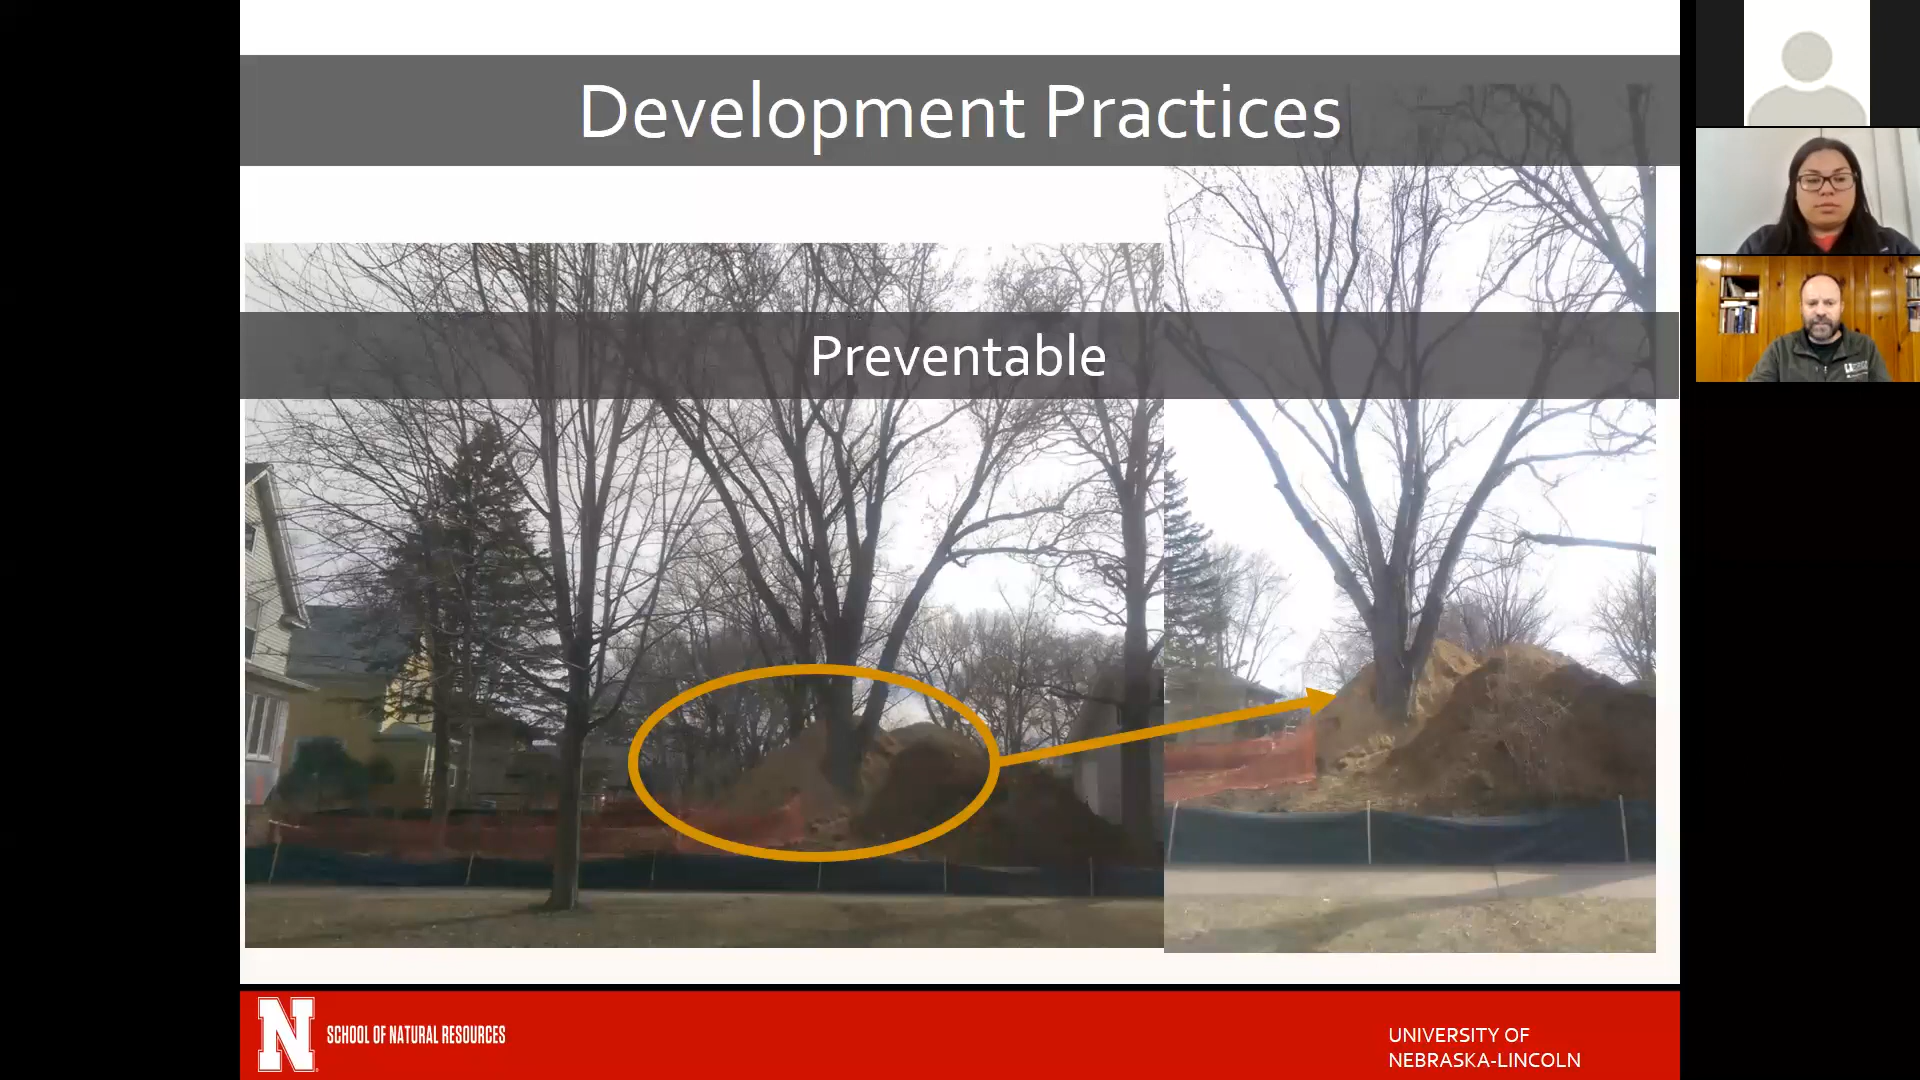 Development Practices
Preventable
N SCHOOL OF NATURAL RESOURCES
UNIVERSITY OF
NEBRASKA-LINCOLN